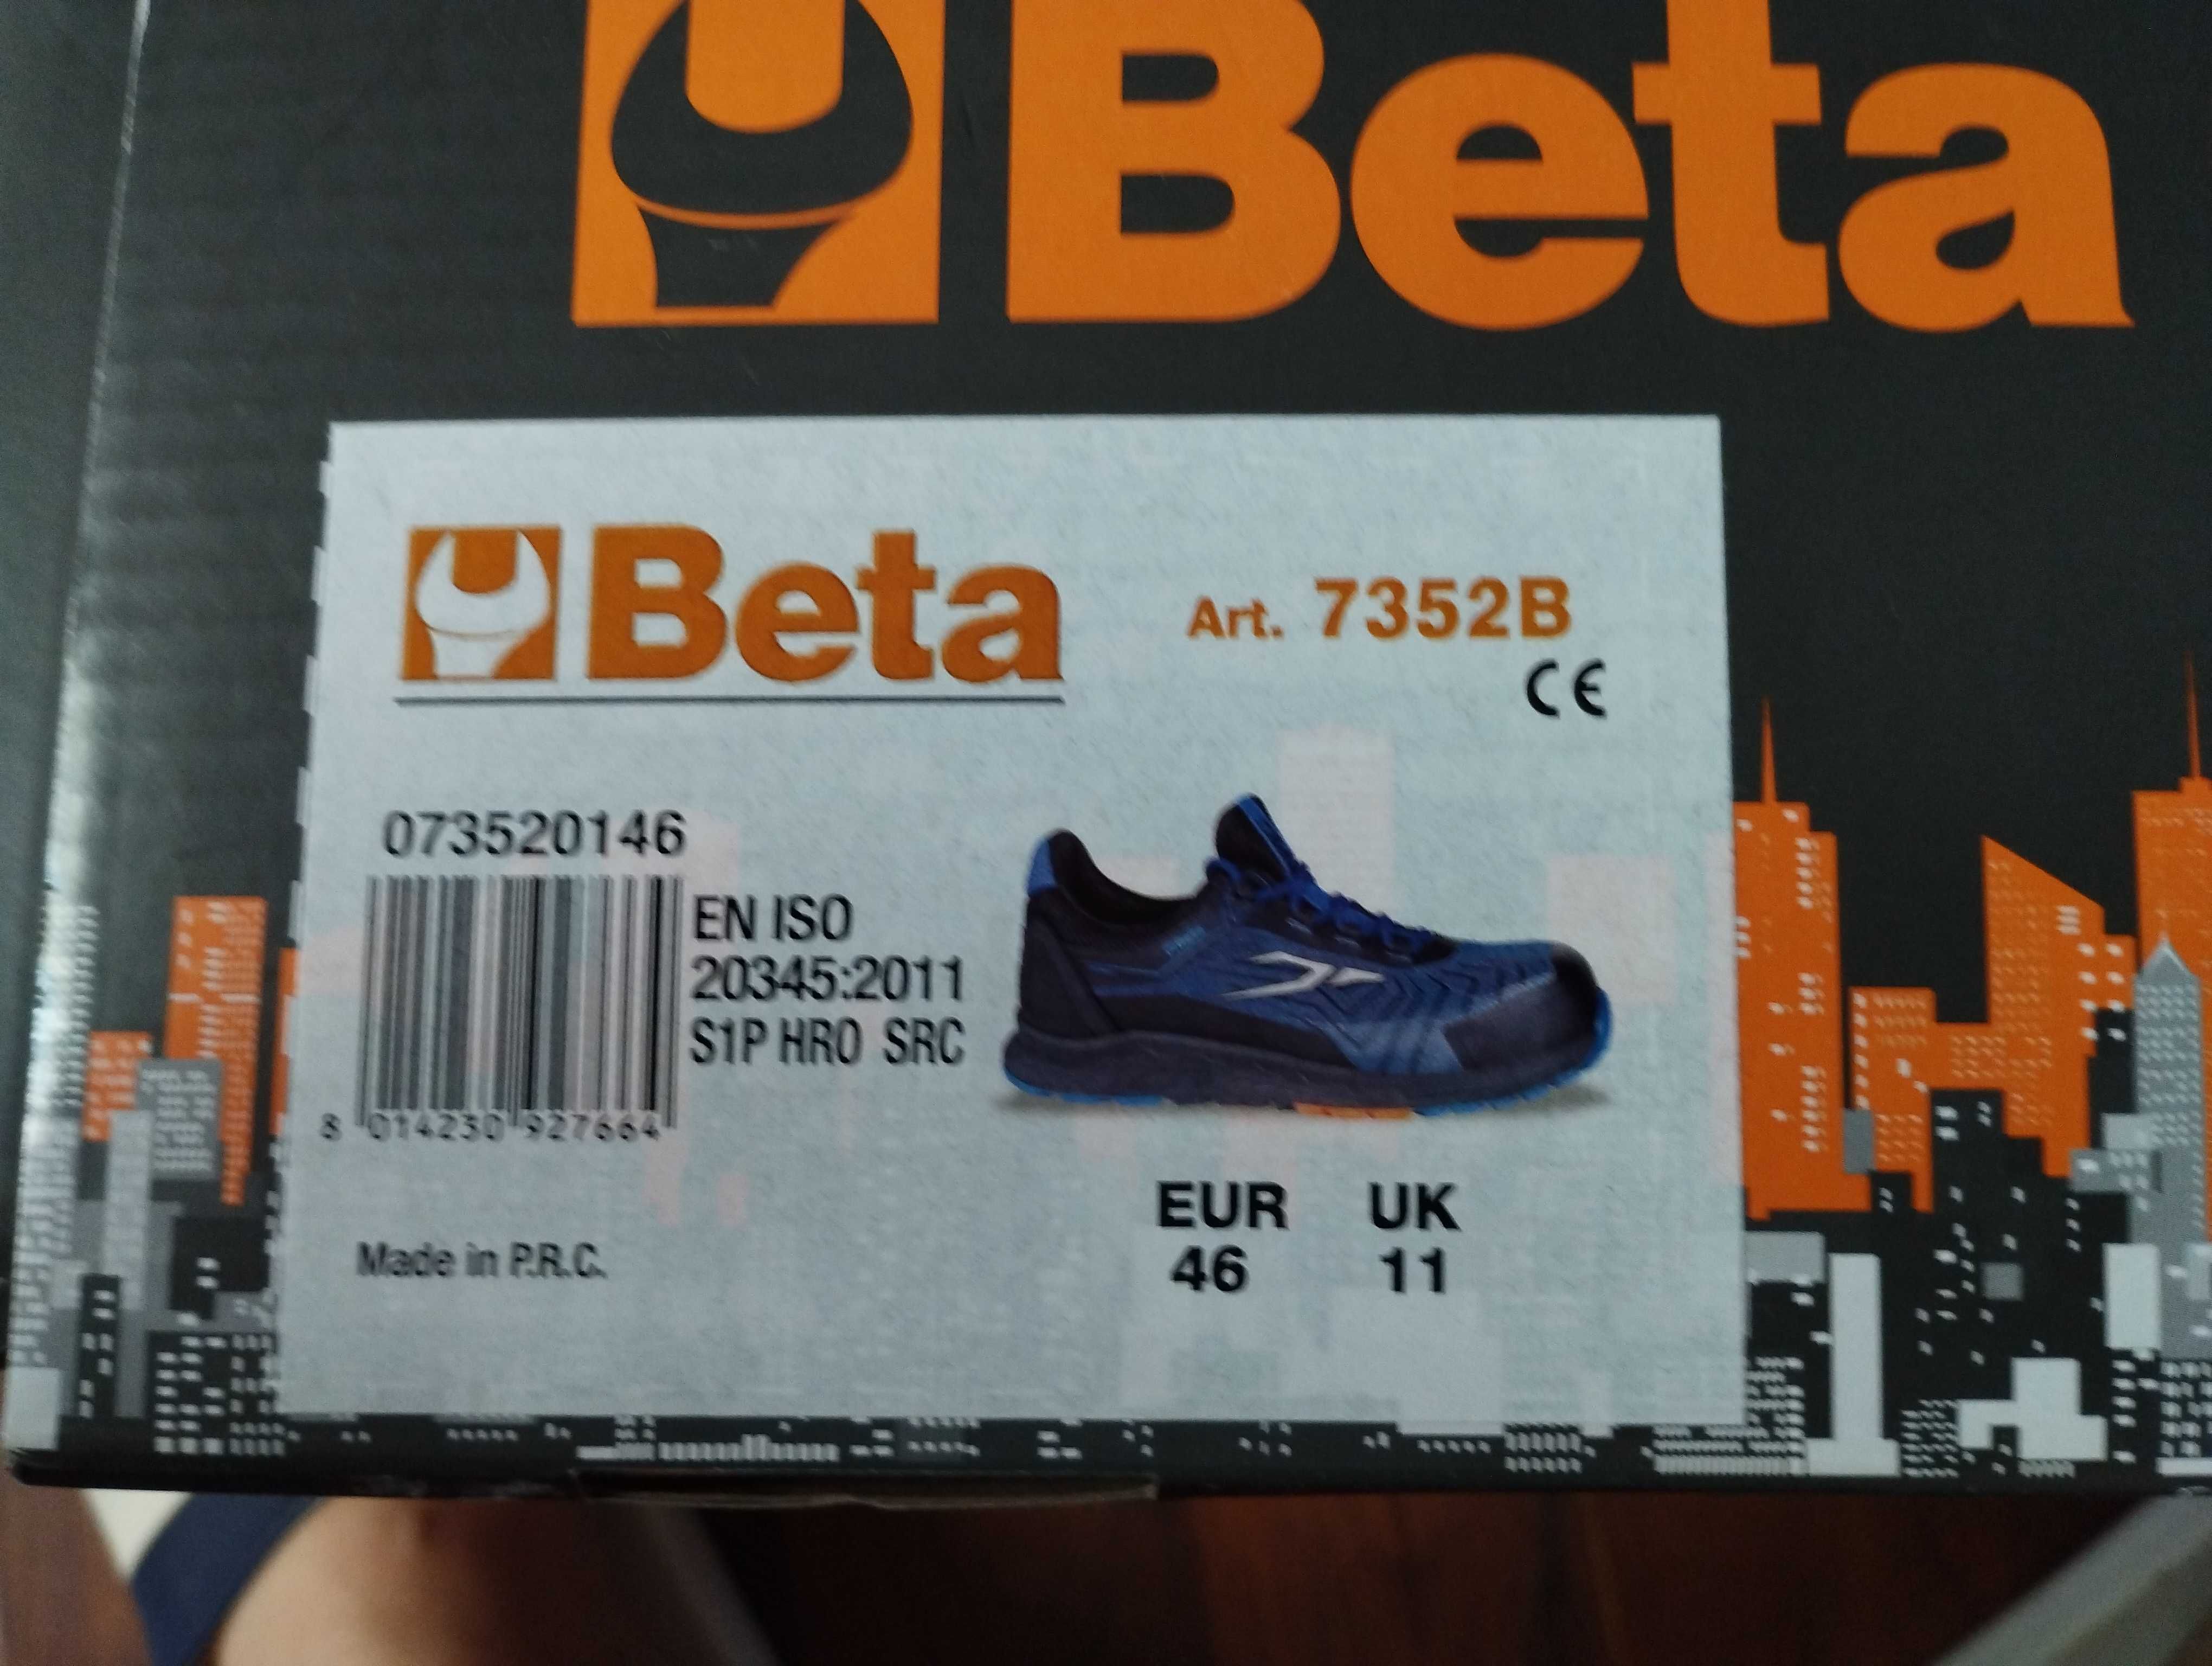 Beta
Beta Art. 7352B
CE
073520146
EN ISO
20345:2011
S1P HRO SRC
8 014230 927664
EUR UK
46 11
Made in P.R.C.